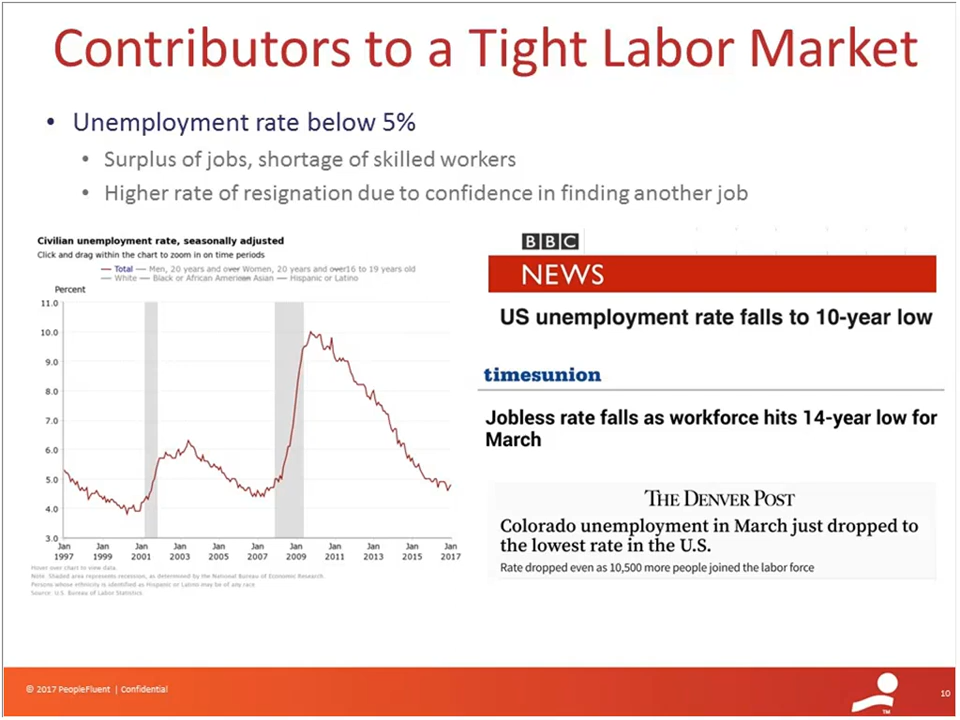 Contributors to a Tight Labor Market
• Unemployment rate below 5%
• Surplus of jobs, shortage of skilled workers
• Higher rate of resignation due to confidence in finding another job
Civilian unemployment rate, seasonally adjusted
Click and drag within the chart to zoom in on time periods
Total — Men, 20 years and over Women, 20 years and over 16 to 19 years old
White — Black or African American Asian — Hispanic or Latino
Percent
11.0
10.0
9.0
8.0
7.0
6.0
5.0
4.0
3.0
Jan Jan Jan Jan Jan Jan Jan Jan Jan Jan Jan
1997 1999 2001 2003 2005 2007 2009 2011 2013 2015 2017
Hover over chart to view data.
Note: Shaded area represents recession, as determined by the National Bureau of Economic Research.
Persons whose ethnicity is identified as Hispanic or Latino may be of any race
Source: U.S. Bureau of Labor Statistics.
BBC
NEWS
US unemployment rate falls to 10-year low
timesunion
Jobless rate falls as workforce hits 14-year low for
March
THE DENVER POST
Colorado unemployment in March just dropped to
the lowest rate in the U.S.
Rate dropped even as 10,500 more people joined the labor force
© 2017 PeopleFluent | Confidential
TM
10